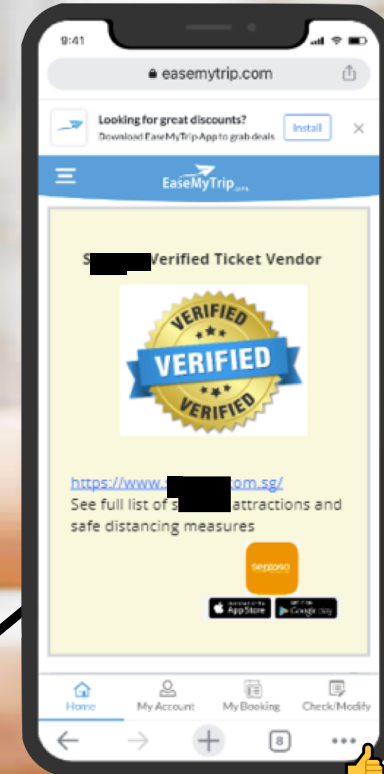 9:41
easemytrip.com
Looking for great discounts?
Download EaseMyTrip App to grab deals
Install
EaseMyTrip
S Verified Ticket Vendor
VERIFIED
VERIFIED
VERIFIED
https://www.s om.sg/
See full list of s attractions and
safe distancing measures
sentosa
App Store
Google Play
Home
My Account
My Booking
Check/Modify
8